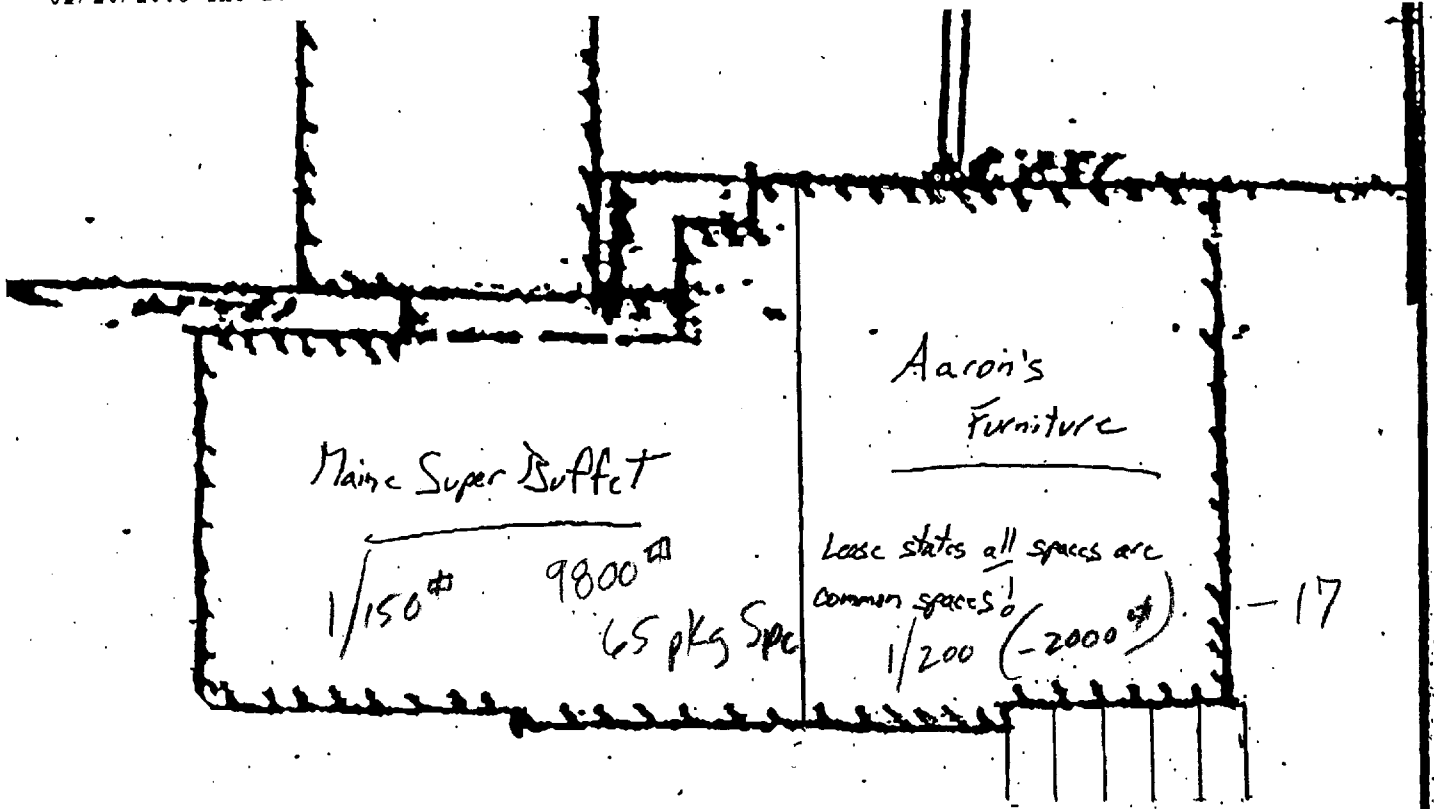 Maine Super Buffet
1/150⌗ 9800⌗
65 pkg Spc
Aaron's
Furniture
Lease states all spaces are
common spaces!
1/200 (-2000⌗)
- 17